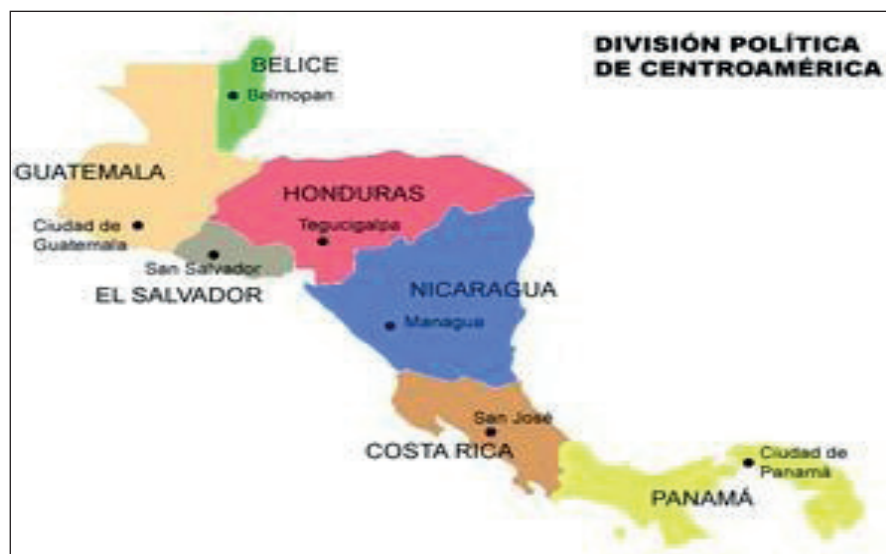 DIVISIÓN POLÍTICA
DE CENTROAMÉRICA
BELICE
Belmopan
GUATEMALA
Ciudad de
Guatemala
HONDURAS
Tegucigalpa
San Salvador
EL SALVADOR
NICARAGUA
Managua
San José
COSTA RICA
Ciudad de
Panamá
PANAMÁ